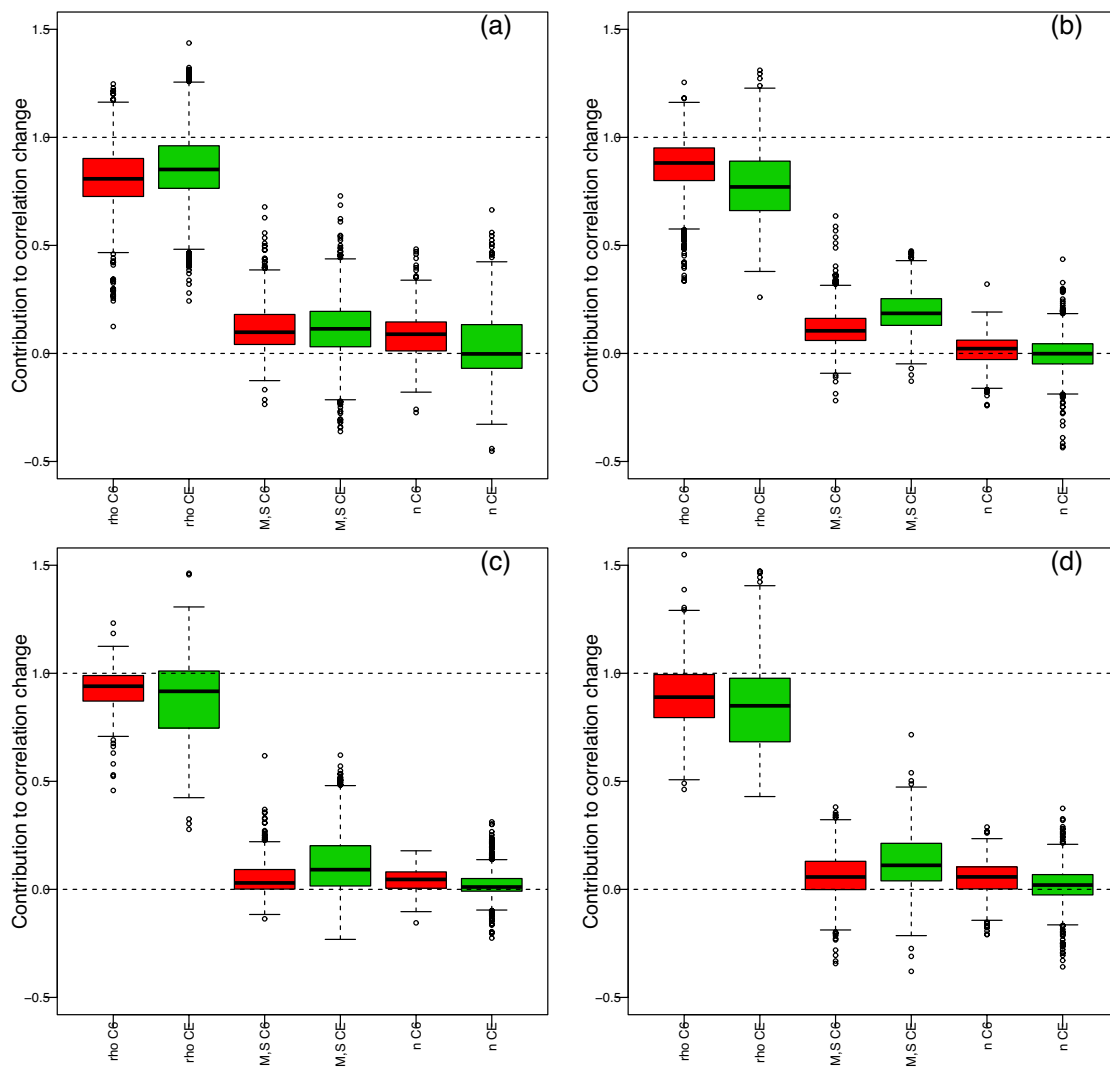 (a)
Contribution to correlation change
1.5
1.0
0.5
0.0
−0.5
rho C6
rho CE
M,S C6
M,S CE
n C6
n CE
(b)
Contribution to correlation change
1.5
1.0
0.5
0.0
−0.5
rho C6
rho CE
M,S C6
M,S CE
n C6
n CE
(c)
Contribution to correlation change
1.5
1.0
0.5
0.0
−0.5
rho C6
rho CE
M,S C6
M,S CE
n C6
n CE
(d)
Contribution to correlation change
1.5
1.0
0.5
0.0
−0.5
rho C6
rho CE
M,S C6
M,S CE
n C6
n CE